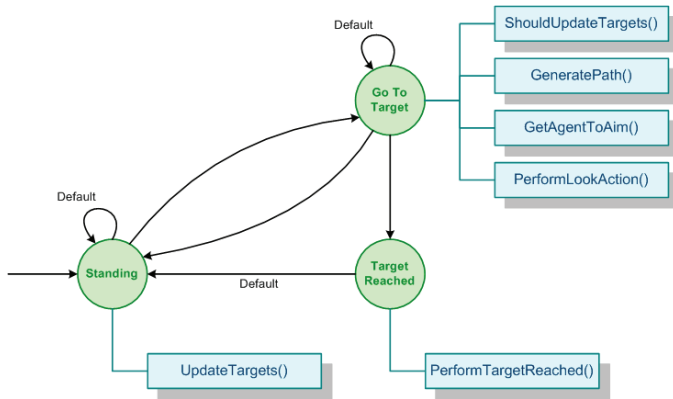 Default
ShouldUpdateTargets()
Go To
Target
GeneratePath()
GetAgentToAim()
PerformLookAction()
Default
Standing
Target
Reached
Default
UpdateTargets()
PerformTargetReached()